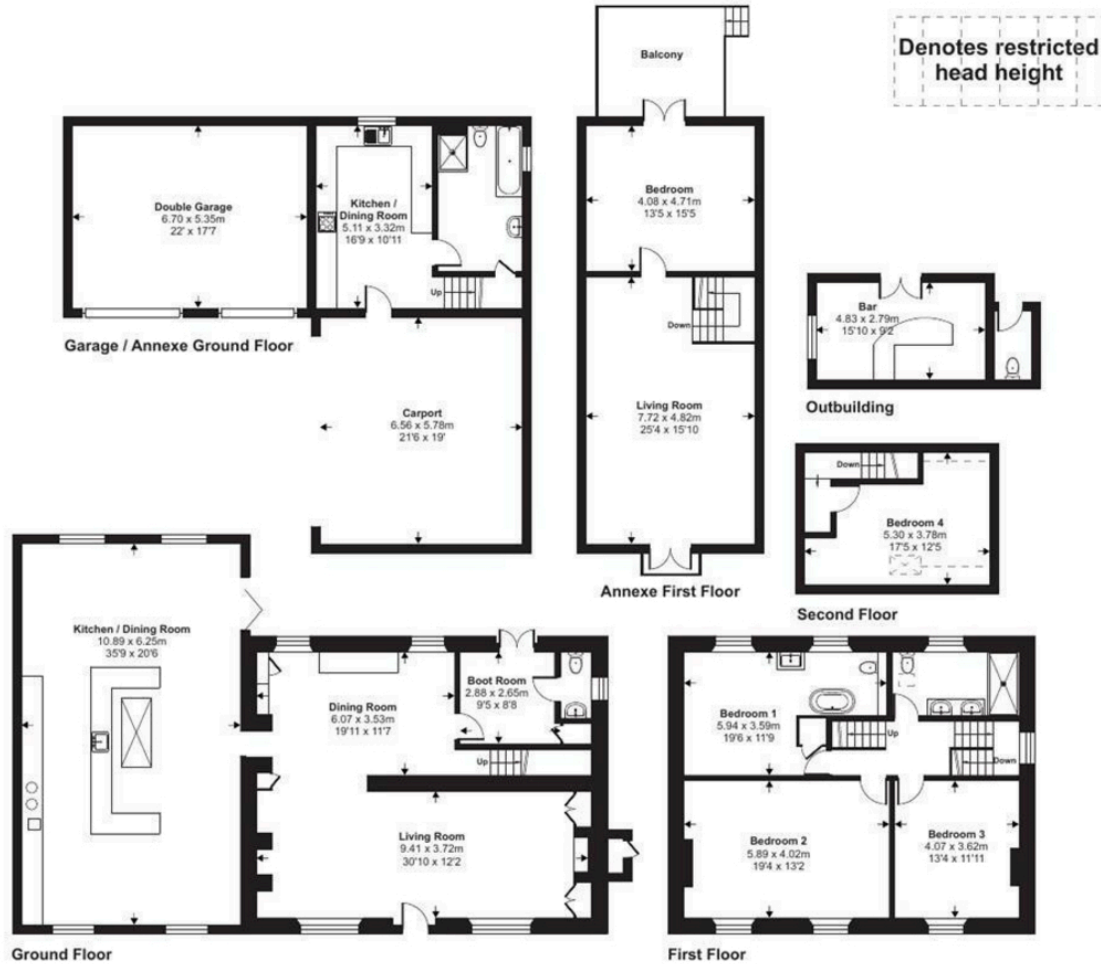 Balcony
Denotes restricted
head height
Double Garage
6.70 x 5.35m
22' x 17'7
Kitchen /
Dining Room
5.11 x 3.32m
16'9 x 10'11
Up
Garage / Annexe Ground Floor
Carport
6.56 x 5.78m
21'6 x 19'
Bedroom
4.08 x 4.71m
13'5 x 15'5
Down
Living Room
7.72 x 4.82m
25'4 x 15'10
Annexe First Floor
Bar
4.83 x 2.79m
15'10 x 9'2
Outbuilding
Down
Bedroom 4
5.30 x 3.78m
17'5 x 12'5
Second Floor
Kitchen / Dining Room
10.89 x 6.25m
35'9 x 20'6
Dining Room
6.07 x 3.53m
19'11 x 11'7
Boot Room
2.88 x 2.65m
9'5 x 8'8
Up
Living Room
9.41 x 3.72m
30'10 x 12'2
Ground Floor
Bedroom 1
5.94 x 3.59m
19'6 x 11'9
Up
Down
Bedroom 2
5.89 x 4.02m
19'4 x 13'2
Bedroom 3
4.07 x 3.62m
13'4 x 11'11
First Floor